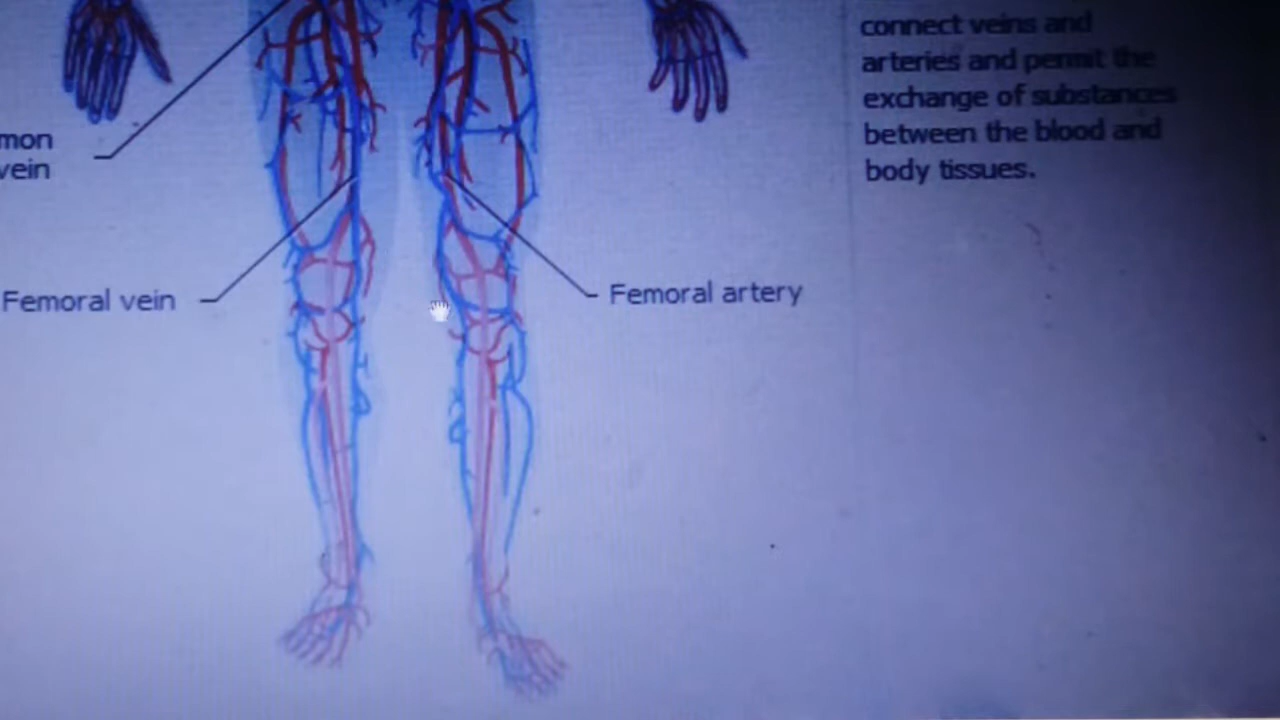 mon
vein
Femoral vein
Femoral artery
connect veins and
arteries and permit the
exchange of substances
between the blood and
body tissues.